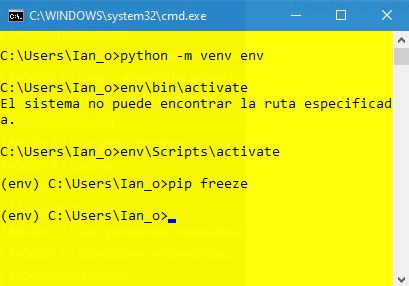 C:\WINDOWS\system32\cmd.exe
C:\Users\Ian_o>python -m venv env
C:\Users\Ian_o>env\bin\activate
El sistema no puede encontrar la ruta especificad
a.
C:\Users\Ian_o>env\Scripts\activate
(env) C:\Users\Ian_o>pip freeze
(env) C:\Users\Ian_o>